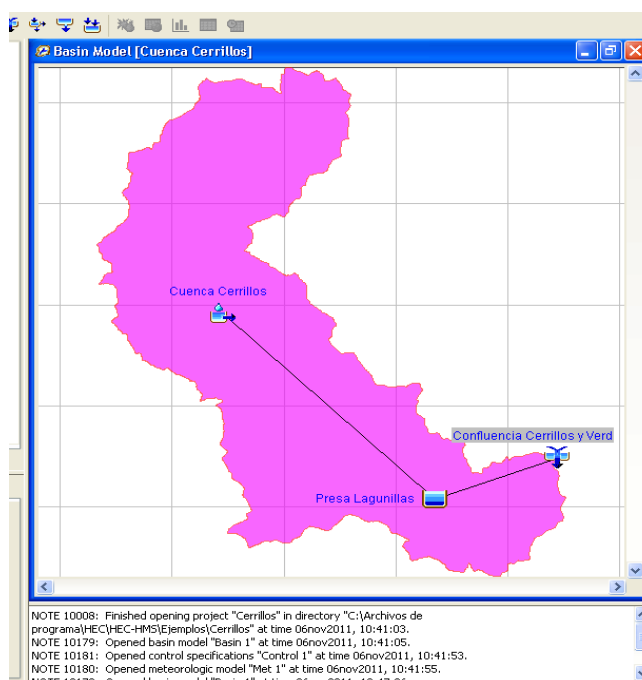 Basin Model [Cuenca Cerrillos]
Cuenca Cerrillos
Confluencia Cerrillos y Verd
Presa Lagunillas
NOTE 10008: Finished opening project "Cerrillos" in directory "C:\Archivos de
programa\HEC\HEC-HMS\Ejemplos\Cerrillos" at time 06nov2011, 10:41:03.
NOTE 10179: Opened basin model "Basin 1" at time 06nov2011, 10:41:05.
NOTE 10181: Opened control specifications "Control 1" at time 06nov2011, 10:41:53.
NOTE 10180: Opened meteorologic model "Met 1" at time 06nov2011, 10:41:55.